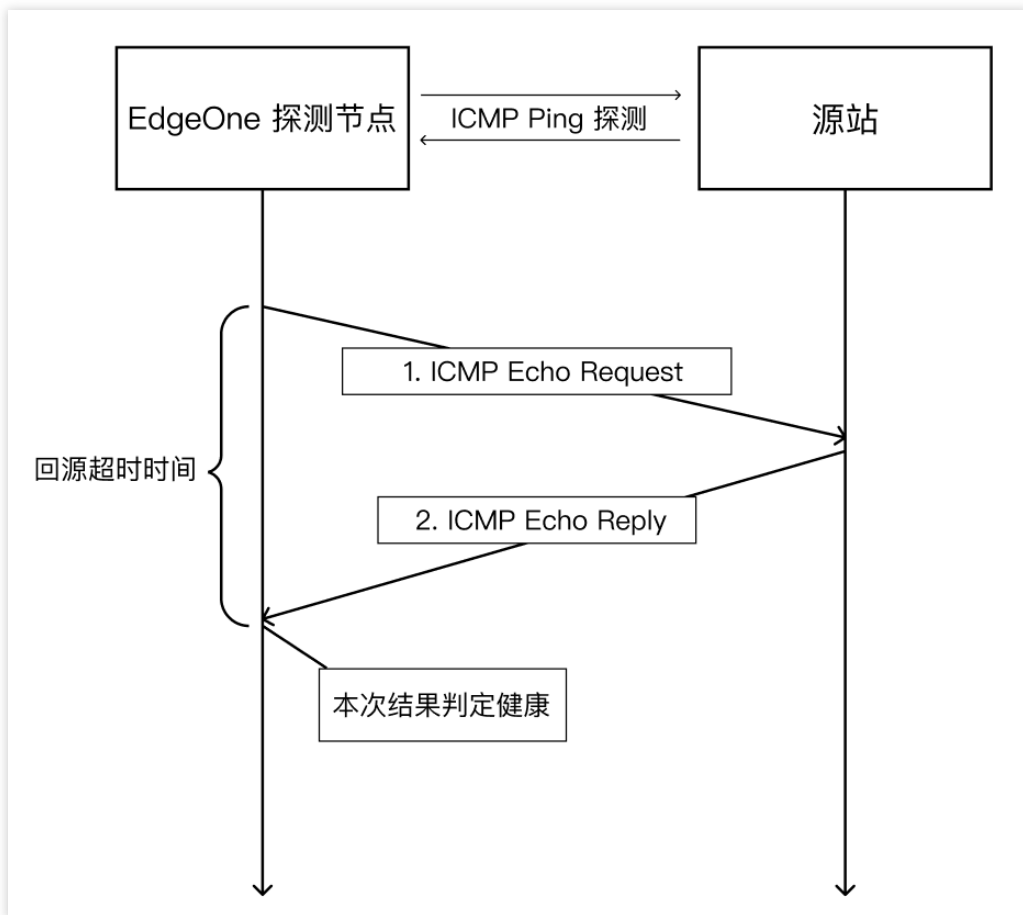 EdgeOne 探测节点
ICMP Ping 探测
源站
1. ICMP Echo Request
回源超时时间
2. ICMP Echo Reply
本次结果判定健康